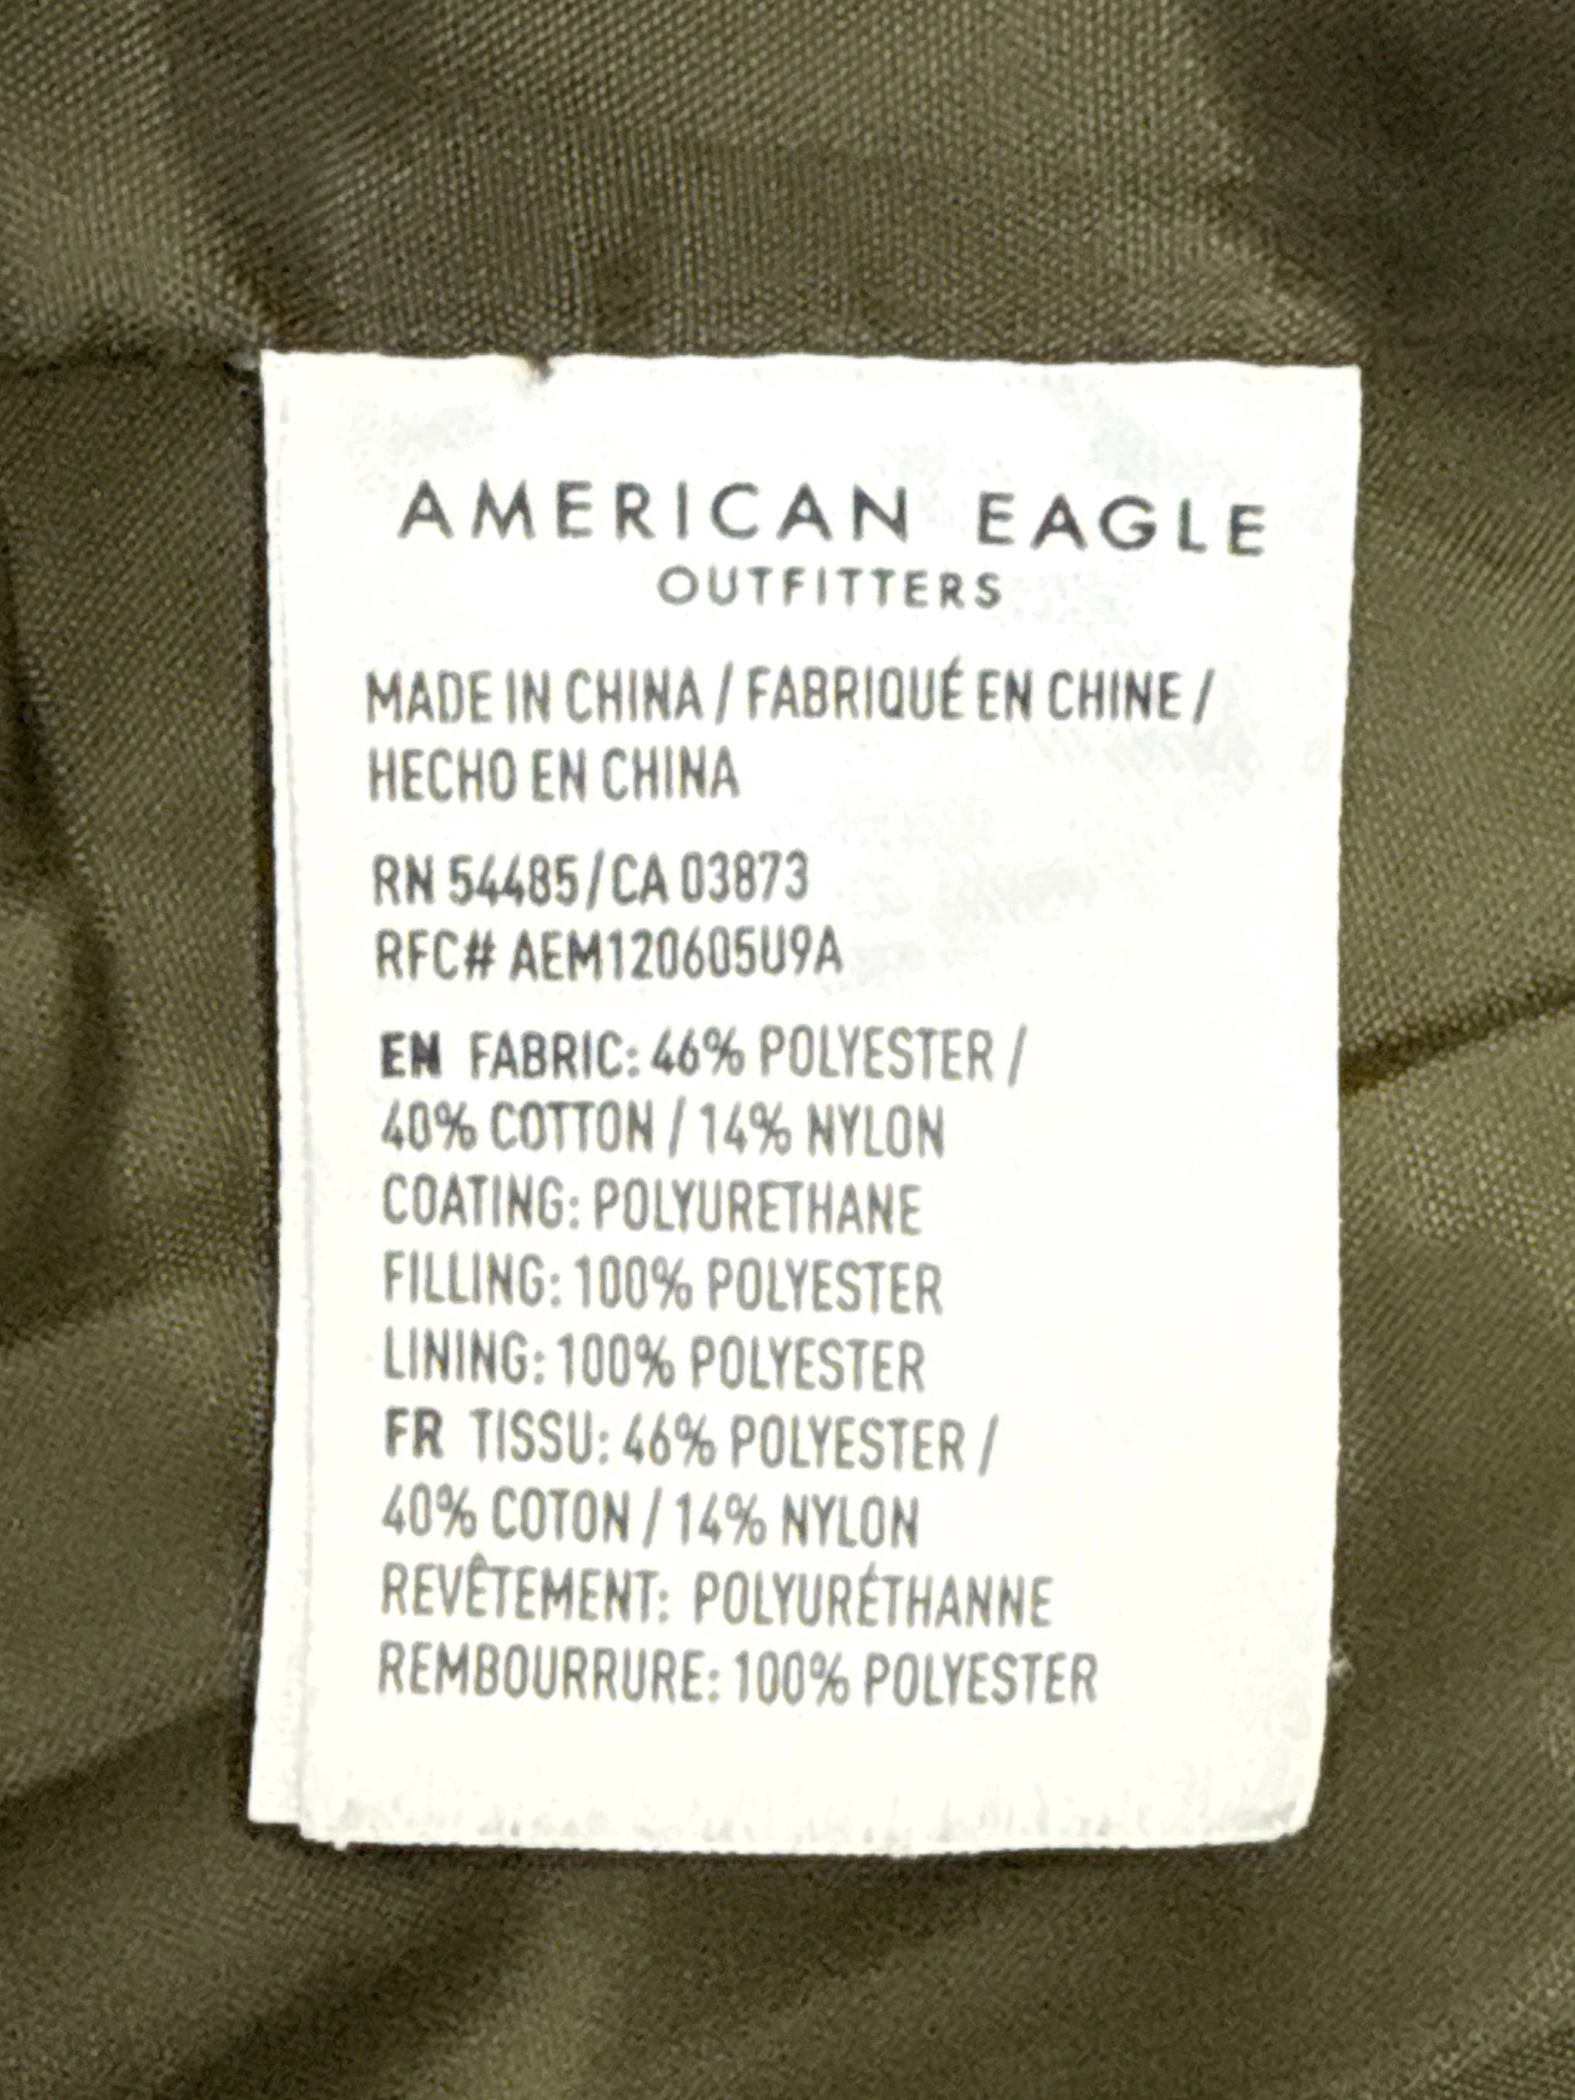 AMERICAN EAGLE
OUTFITTERS
MADE IN CHINA / FABRIQUÉ EN CHINE /
HECHO EN CHINA
RN 54485/CA 03873
RFC# AEM120605U9A
EN FABRIC: 46% POLYESTER /
40% COTTON / 14% NYLON
COATING: POLYURETHANE
FILLING: 100% POLYESTER
LINING: 100% POLYESTER
FR TISSU: 46% POLYESTER /
40% COTON / 14% NYLON
REVÊTEMENT: POLYURÉTHANNE
REMBOURRURE: 100% POLYESTER